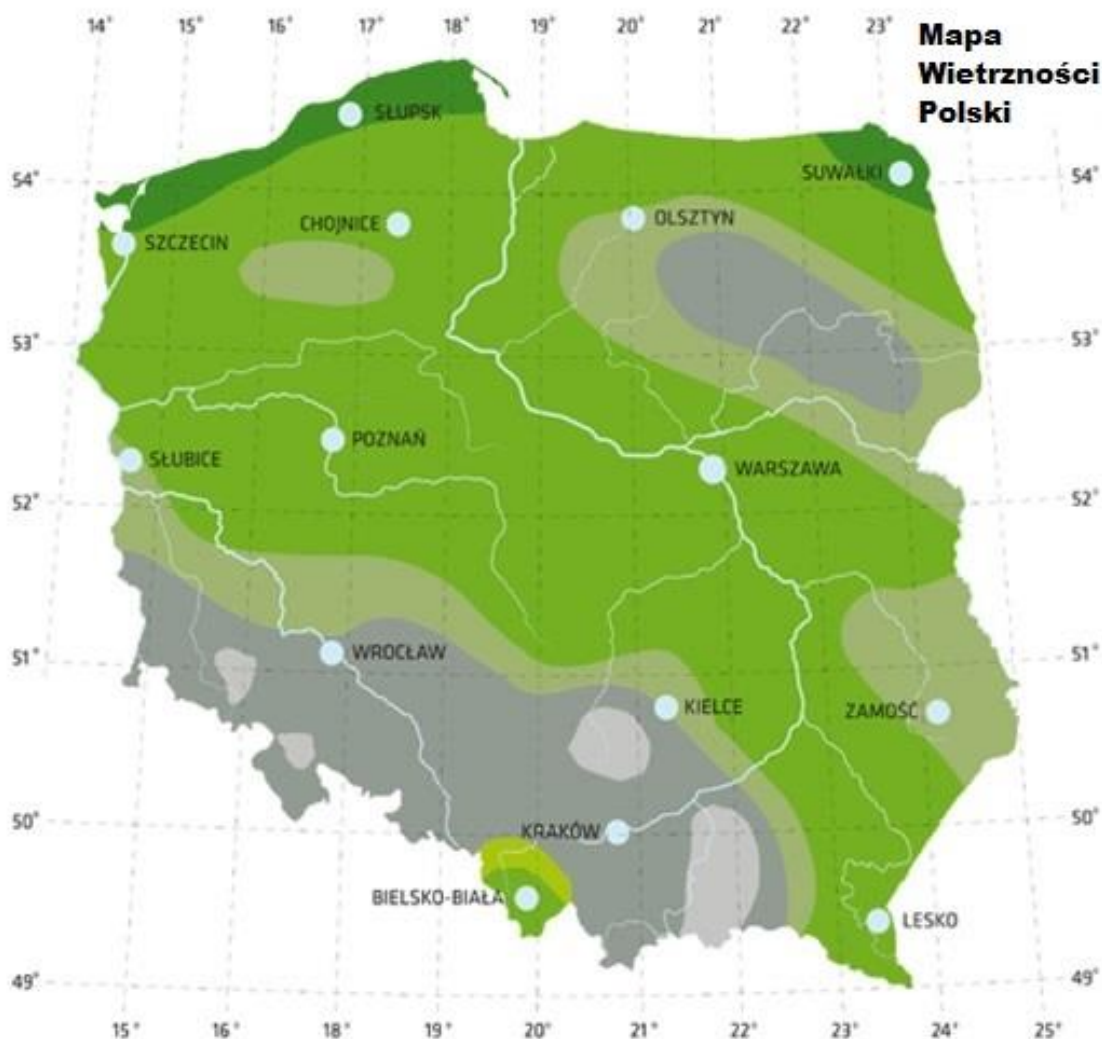 14° 15° 16° 17° 18° 19° 20° 21° 22° 23°
Mapa
Wietrzności
Polski
SŁUPSK
54° SUWAŁKI 54°
CHOJNICE OLSZTYN
SZCZECIN
53° 53°
POZNAŃ
SŁUBICE WARSZAWA
52° 52°
WROCŁAW
51° 51°
KIELCE ZAMOŚĆ
50° KRAKÓW 50°
BIELSKO-BIAŁA LESKO
49° 49°
15° 16° 17° 18° 19° 20° 21° 22° 23° 24° 25°